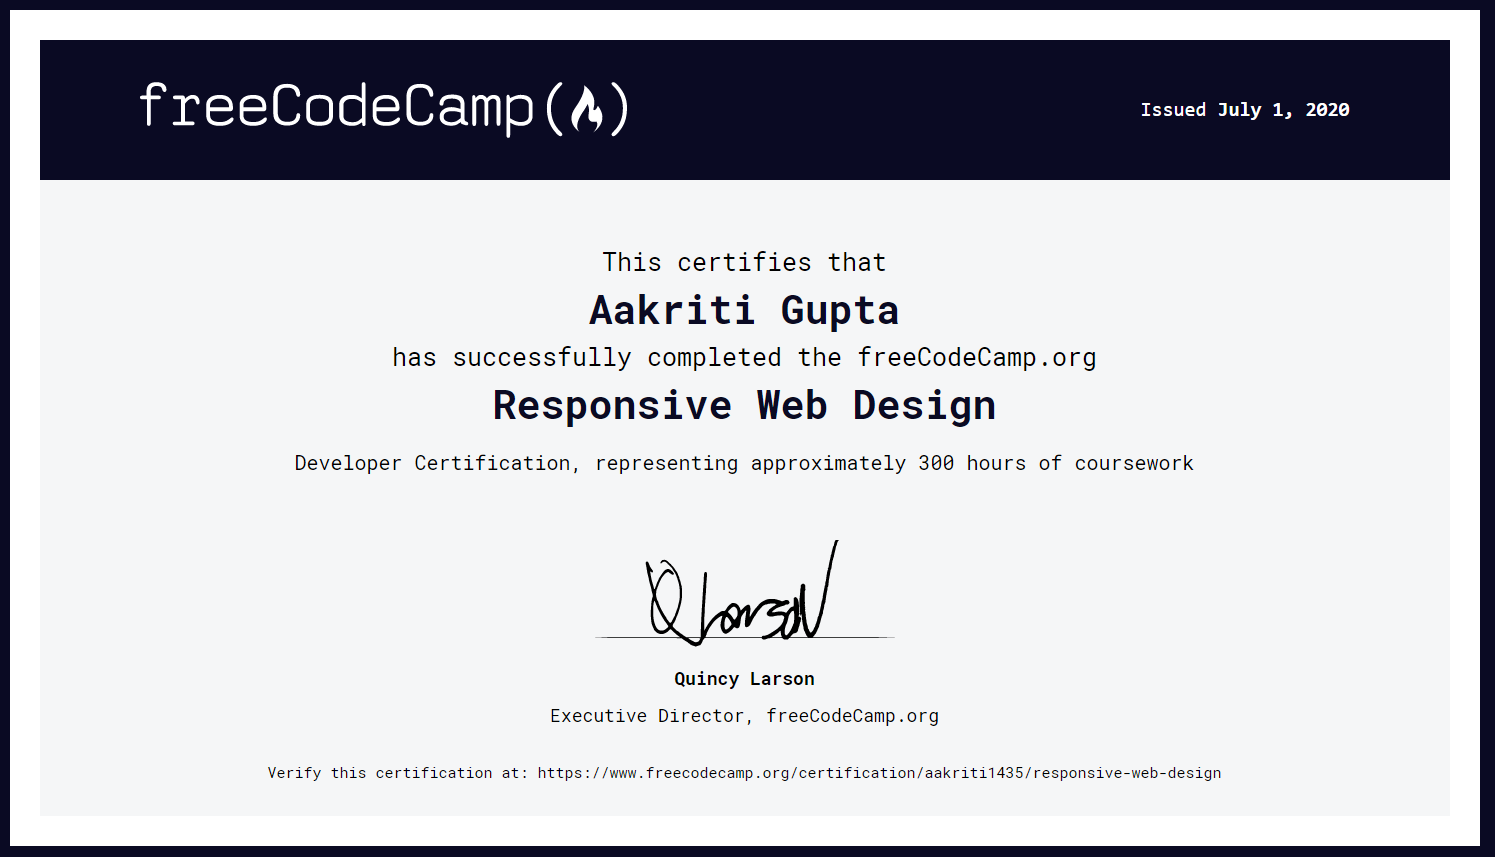 freeCodeCamp()
Issued July 1, 2020
This certifies that
Aakriti Gupta
has successfully completed the freeCodeCamp.org
Responsive Web Design
Developer Certification, representing approximately 300 hours of coursework
Q Larson
Quincy Larson
Executive Director, freeCodeCamp.org
Verify this certification at: https://www.freecodecamp.org/certification/aakriti1435/responsive-web-design